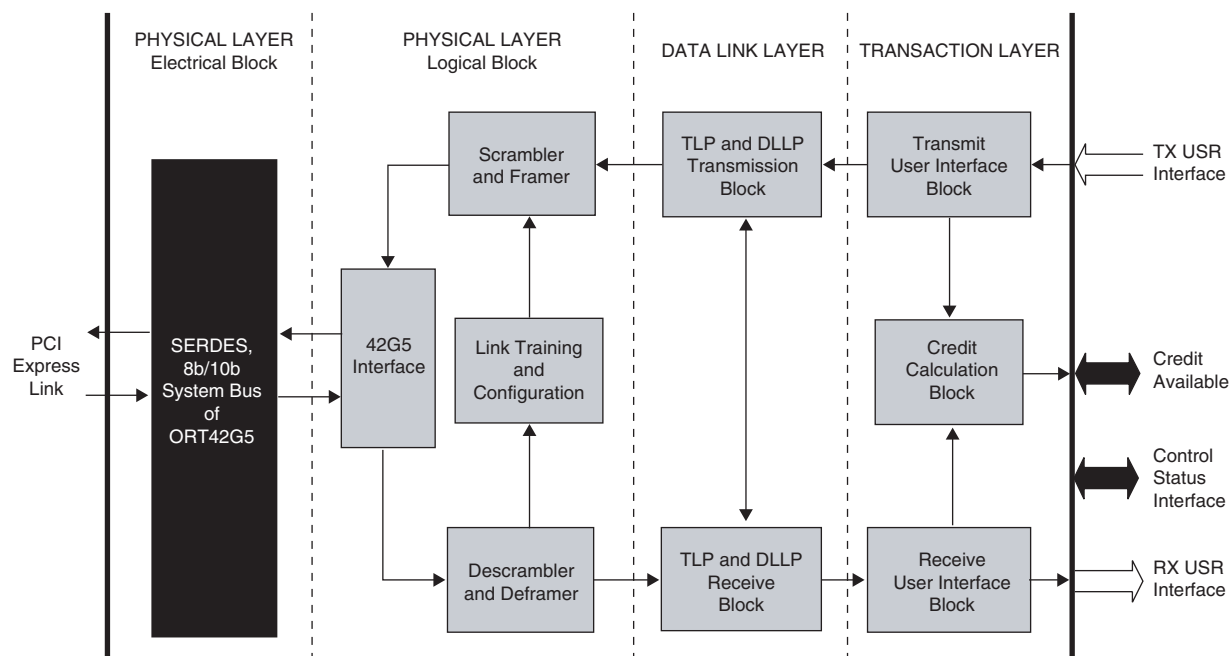 PHYSICAL LAYER
Electrical Block
PHYSICAL LAYER
Logical Block
DATA LINK LAYER
TRANSACTION LAYER
Scrambler
and Framer
TLP and DLLP
Transmission
Block
Transmit
User Interface
Block
TX USR
Interface
PCI
Express
Link
SERDES,
8b/10b
System Bus
of
ORT42G5
42G5
Interface
Link Training
and
Configuration
Credit
Calculation
Block
Credit
Available
Control
Status
Interface
Descrambler
and Deframer
TLP and DLLP
Receive
Block
Receive
User Interface
Block
RX USR
Interface